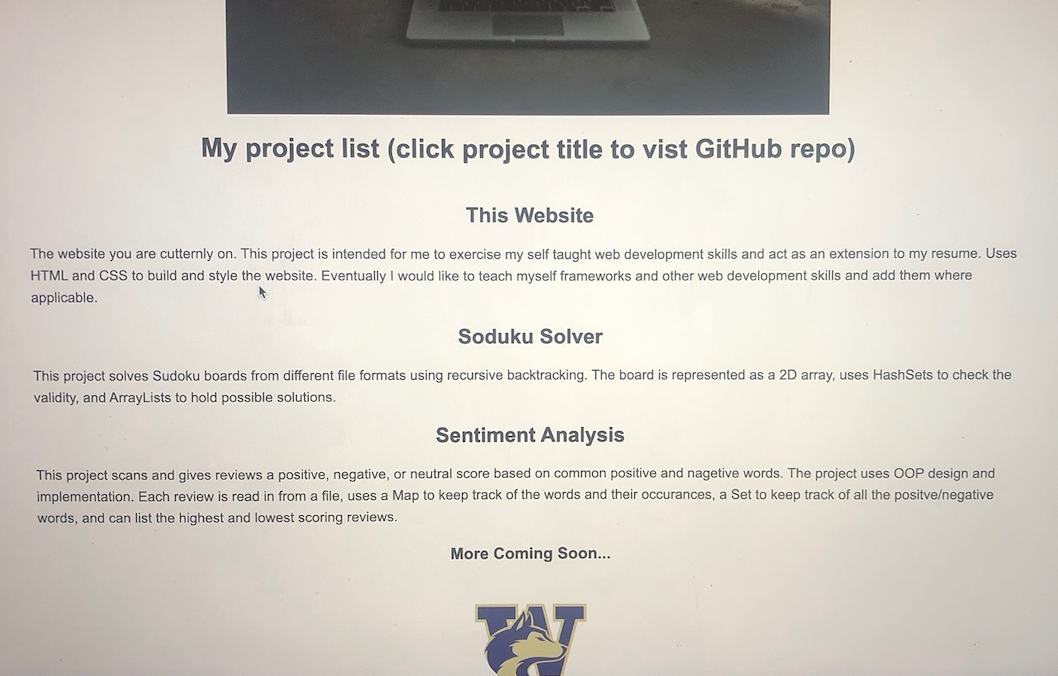 My project list (click project title to vist GitHub repo)
This Website
The website you are cutternly on. This project is intended for me to exercise my self taught web development skills and act as an extension to my resume. Uses
HTML and CSS to build and style the website. Eventually I would like to teach myself frameworks and other web development skills and add them where
applicable.
Soduku Solver
This project solves Sudoku boards from different file formats using recursive backtracking. The board is represented as a 2D array, uses HashSets to check the
validity, and ArrayLists to hold possible solutions.
Sentiment Analysis
This project scans and gives reviews a positive, negative, or neutral score based on common positive and nagetive words. The project uses OOP design and
implementation. Each review is read in from a file, uses a Map to keep track of the words and their occurances, a Set to keep track of all the positve/negative
words, and can list the highest and lowest scoring reviews.
More Coming Soon...
W